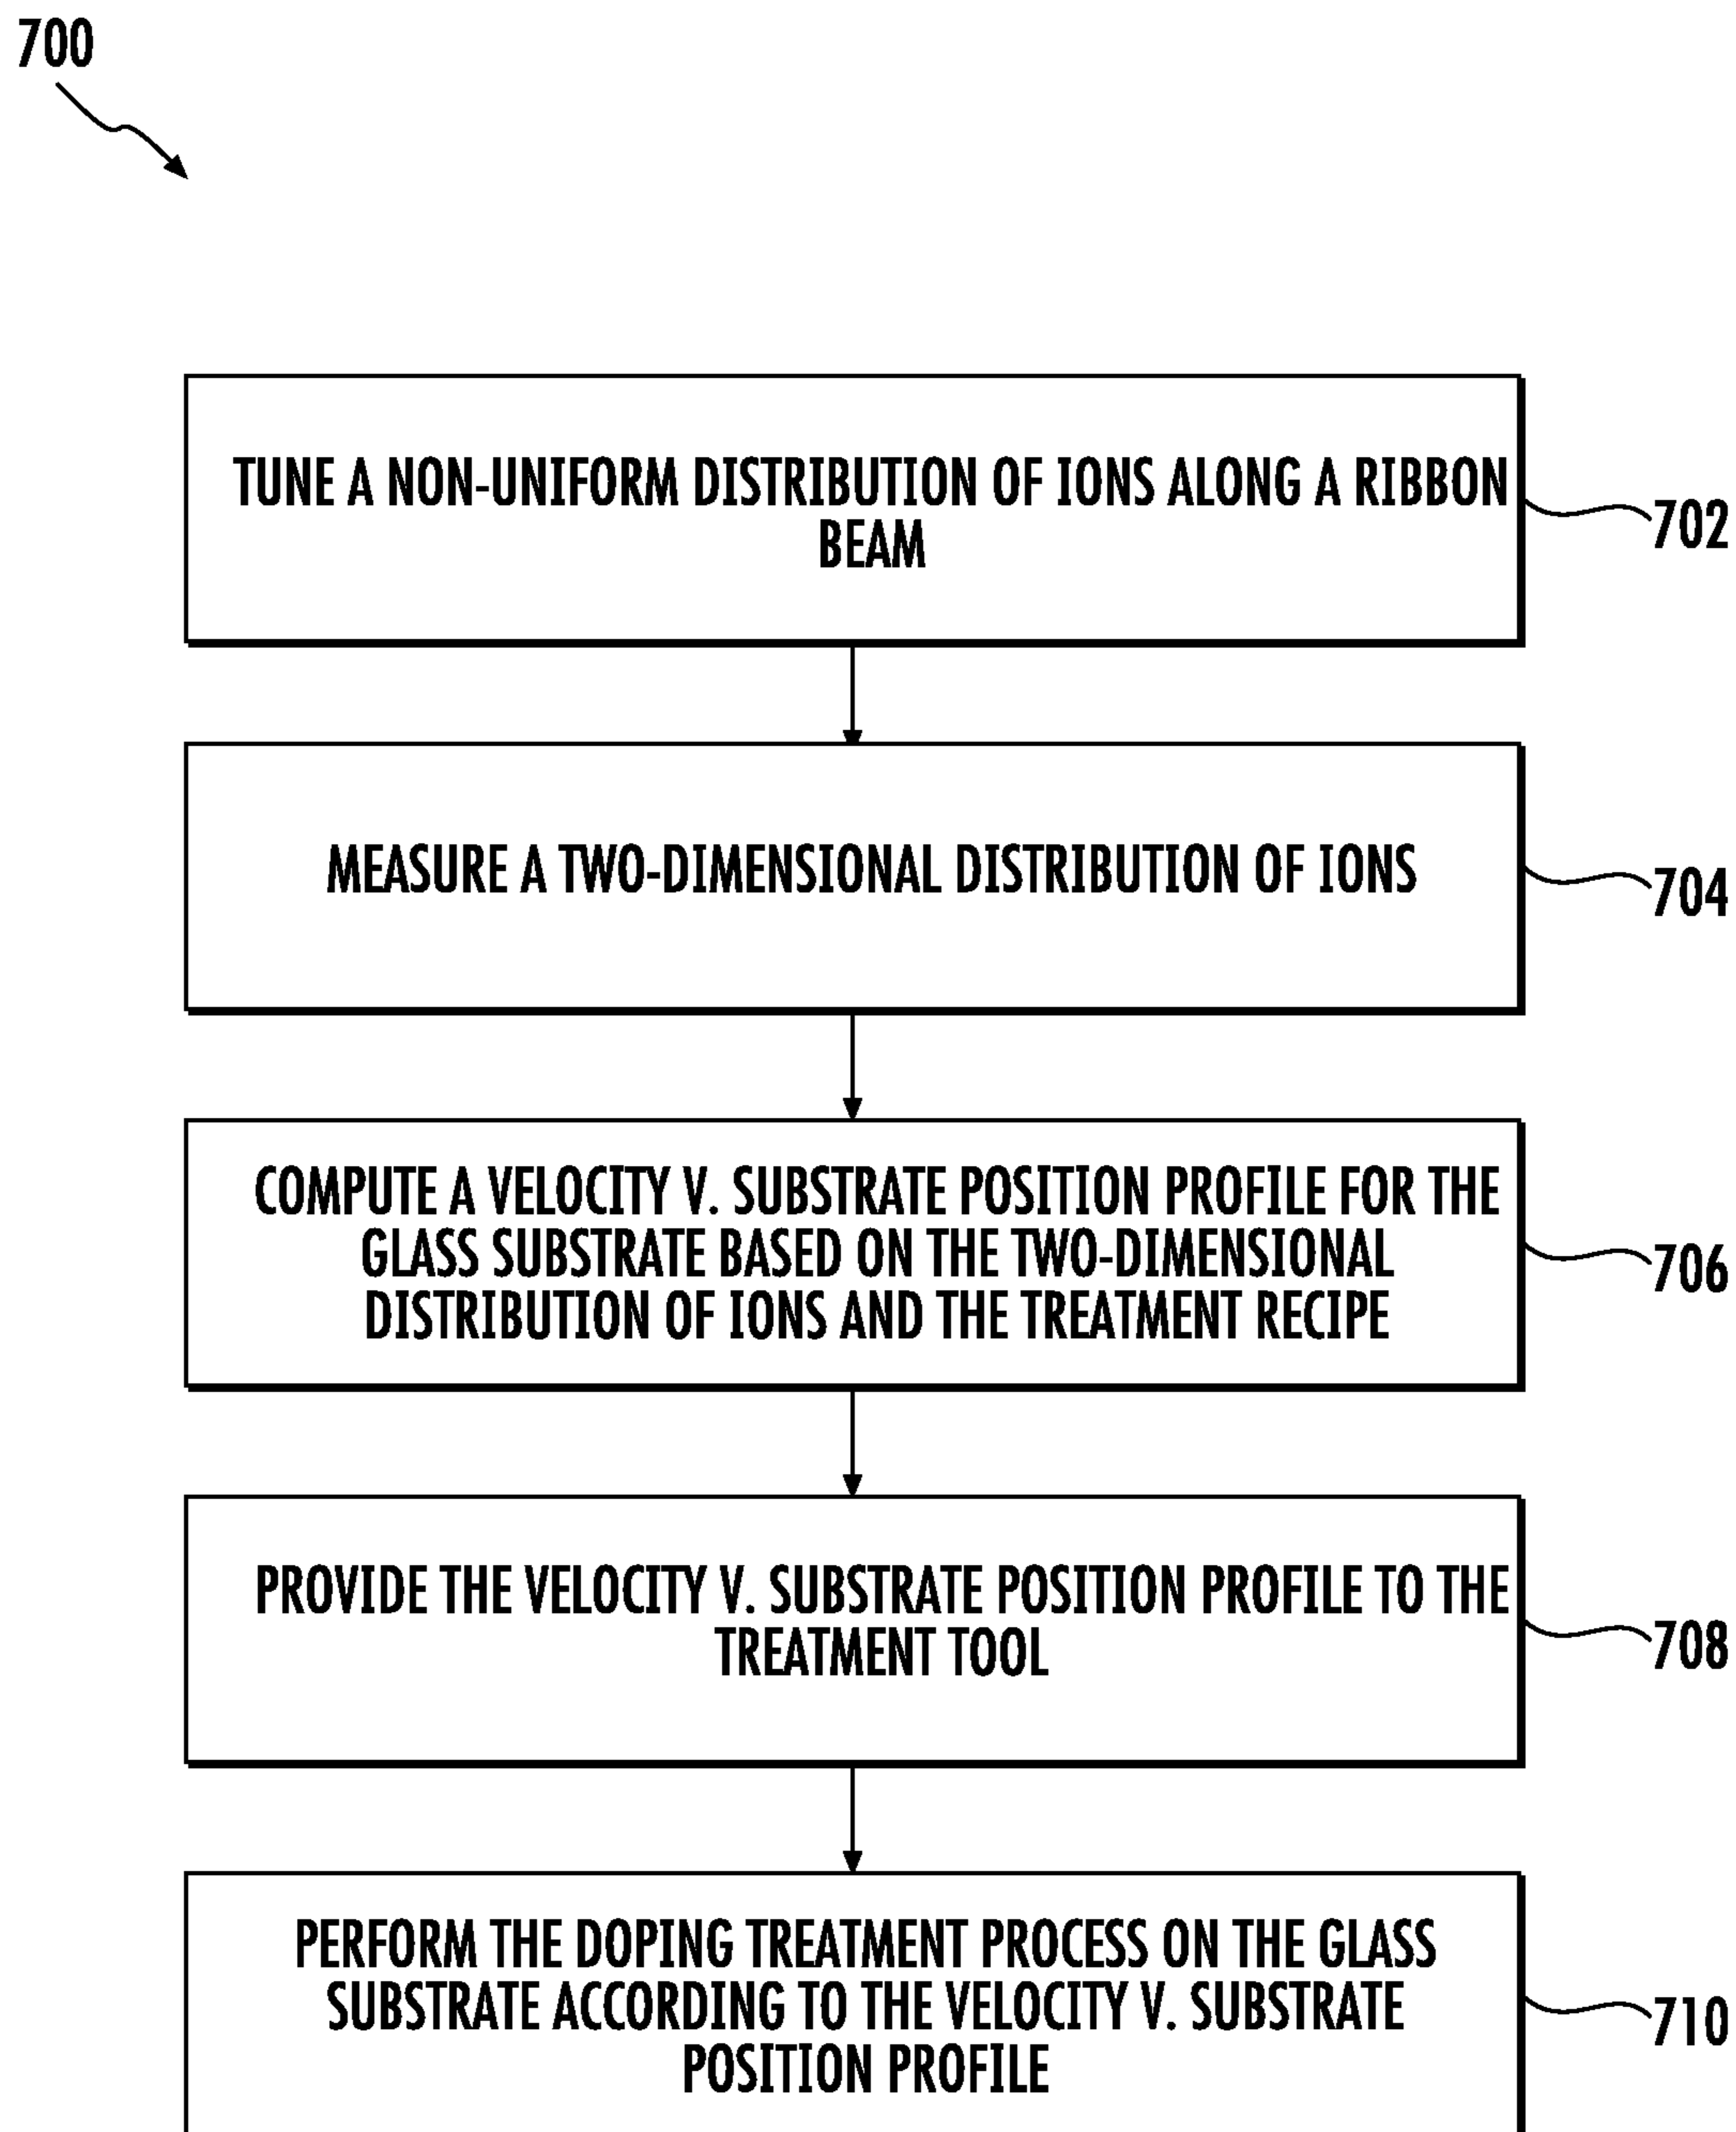 700
TUNE A NON-UNIFORM DISTRIBUTION OF IONS ALONG A RIBBON
BEAM
702
MEASURE A TWO-DIMENSIONAL DISTRIBUTION OF IONS
704
COMPUTE A VELOCITY V. SUBSTRATE POSITION PROFILE FOR THE
GLASS SUBSTRATE BASED ON THE TWO-DIMENSIONAL
DISTRIBUTION OF IONS AND THE TREATMENT RECIPE
706
PROVIDE THE VELOCITY V. SUBSTRATE POSITION PROFILE TO THE
TREATMENT TOOL
708
PERFORM THE DOPING TREATMENT PROCESS ON THE GLASS
SUBSTRATE ACCORDING TO THE VELOCITY V. SUBSTRATE
POSITION PROFILE
710